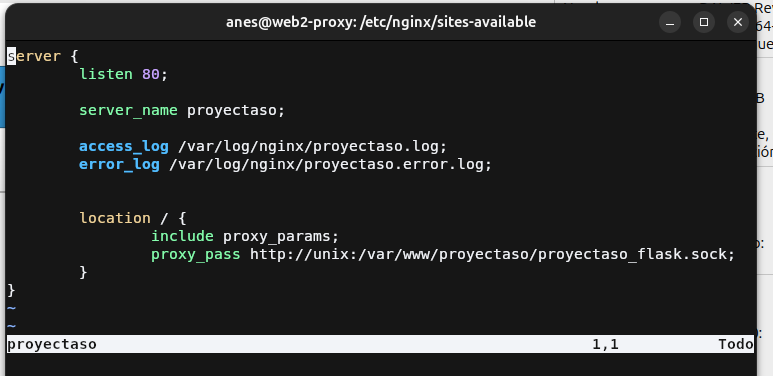 anes@web2-proxy: /etc/nginx/sites-available
server {
listen 80;
server_name proyectaso;
access_log /var/log/nginx/proyectaso.log;
error_log /var/log/nginx/proyectaso.error.log;
location / {
include proxy_params;
proxy_pass http://unix:/var/www/proyectaso/proyectaso_flask.sock;
}
}
~
~
proyectaso 1,1 Todo